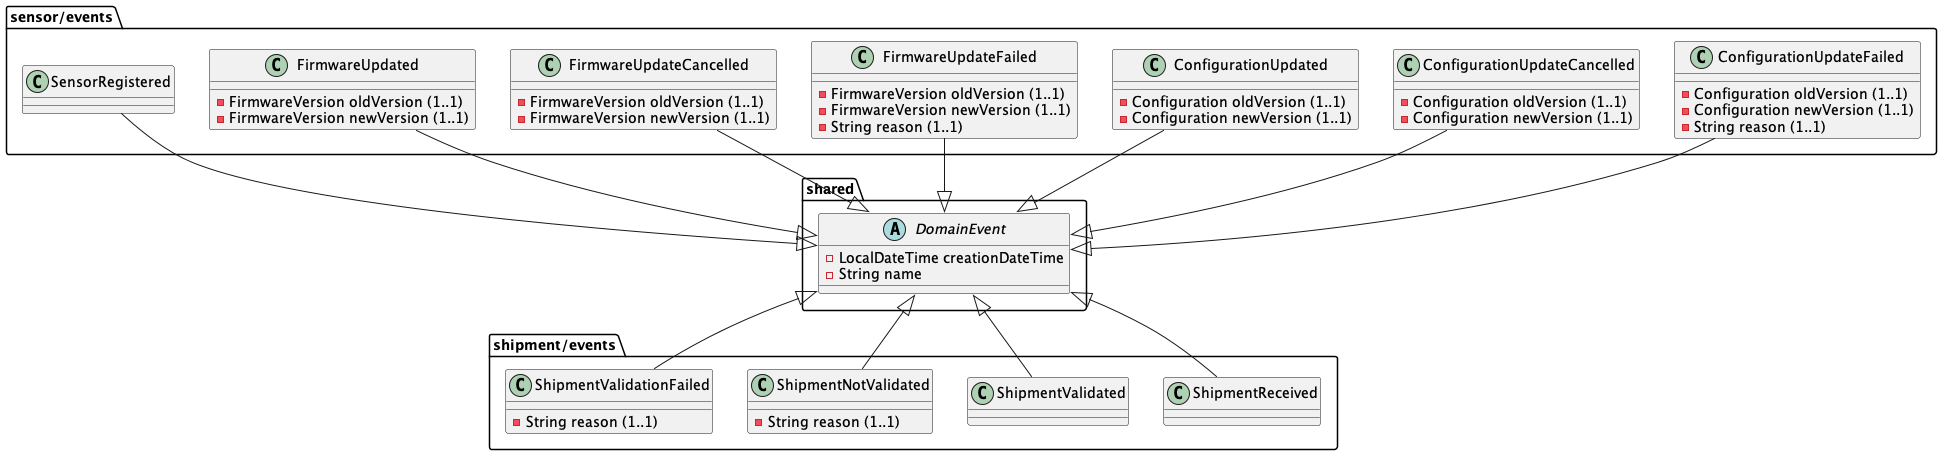 sensor/events
C SensorRegistered
C FirmwareUpdated
FirmwareVersion oldVersion (1..1)
FirmwareVersion newVersion (1..1)
C FirmwareUpdateCancelled
FirmwareVersion oldVersion (1..1)
FirmwareVersion newVersion (1..1)
C FirmwareUpdateFailed
FirmwareVersion oldVersion (1..1)
FirmwareVersion newVersion (1..1)
String reason (1..1)
C ConfigurationUpdated
Configuration oldVersion (1..1)
Configuration newVersion (1..1)
C ConfigurationUpdateCancelled
Configuration oldVersion (1..1)
Configuration newVersion (1..1)
C ConfigurationUpdateFailed
Configuration oldVersion (1..1)
Configuration newVersion (1..1)
String reason (1..1)
shared
A DomainEvent
LocalDateTime creationDateTime
String name
shipment/events
C ShipmentValidationFailed
String reason (1..1)
C ShipmentNotValidated
String reason (1..1)
C ShipmentValidated
C ShipmentReceived